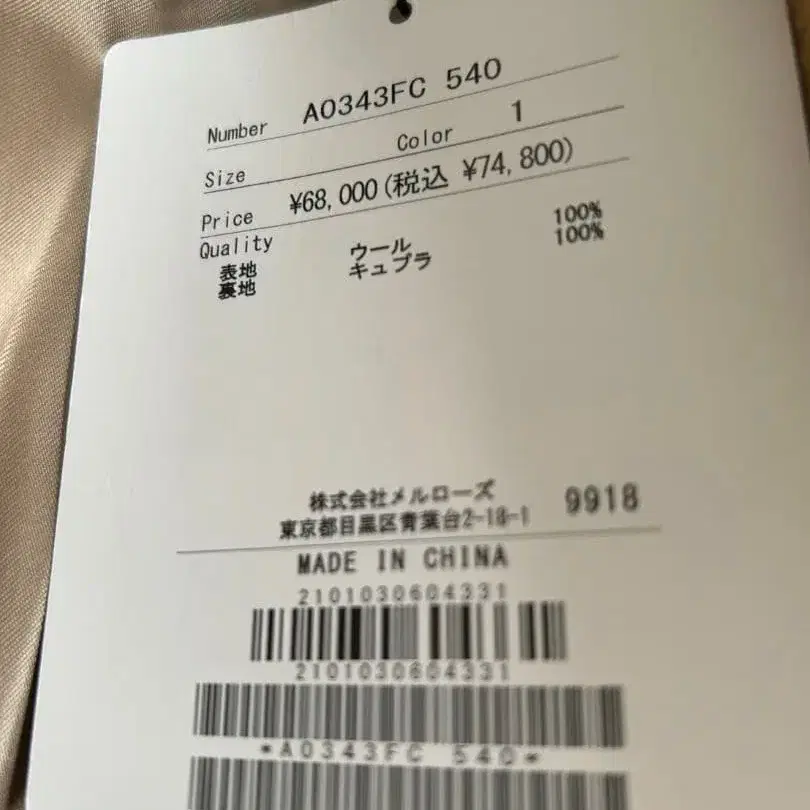 Number A0343FC 540
Size Color 1
Price ¥68,000(税込 ¥74,800)
Quality
表地 ウール 100%
裏地 キュプラ 100%
株式会社メルローズ
東京都目黒区青葉台2-18-1 9918
MADE IN CHINA
2101030604331
2101030604331
*A0343FC 540*